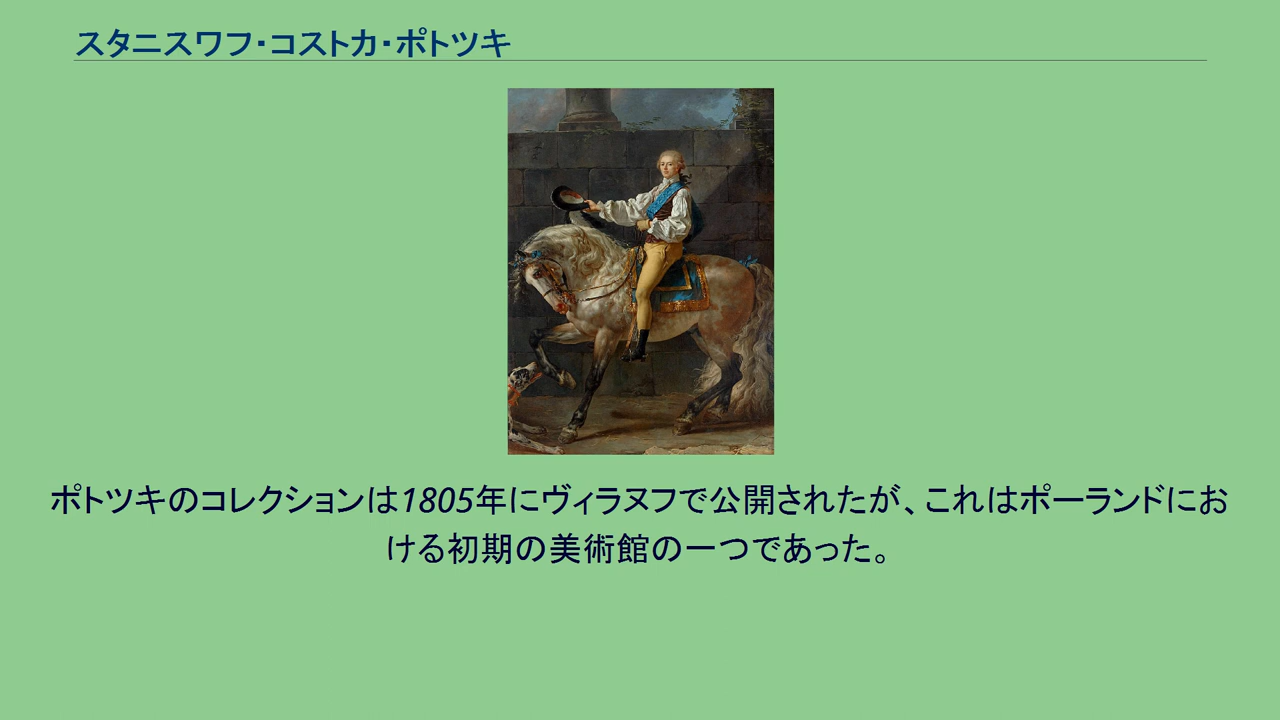 スタニスワフ・コストカ・ポトツキ
ポトツキのコレクションは1805年にヴィラヌフで公開されたが、これはポーランドにお
ける初期の美術館の一つであった。